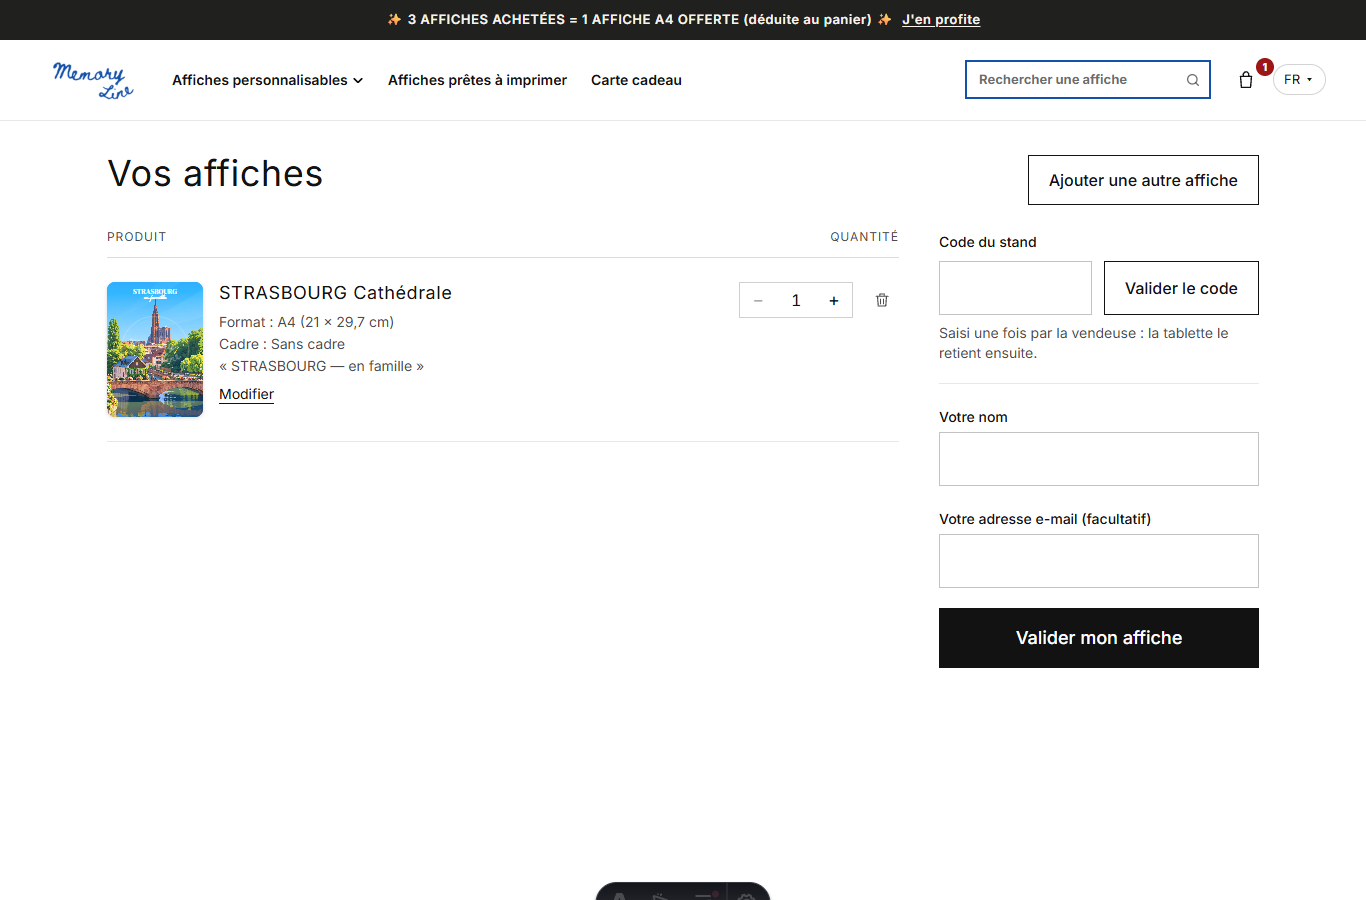 ✨ 3 AFFICHES ACHETÉES = 1 AFFICHE A4 OFFERTE (déduite au panier) ✨ J'en profite
Memory Line
Affiches personnalisables
Affiches prêtes à imprimer
Carte cadeau
Rechercher une affiche
1
FR
Vos affiches
Ajouter une autre affiche
PRODUIT
QUANTITÉ
STRASBOURG
en famille
STRASBOURG Cathédrale
Format : A4 (21 × 29,7 cm)
Cadre : Sans cadre
« STRASBOURG — en famille »
Modifier
− 1 +
Code du stand
Valider le code
Saisi une fois par la vendeuse : la tablette le
retient ensuite.
Votre nom
Votre adresse e-mail (facultatif)
Valider mon affiche